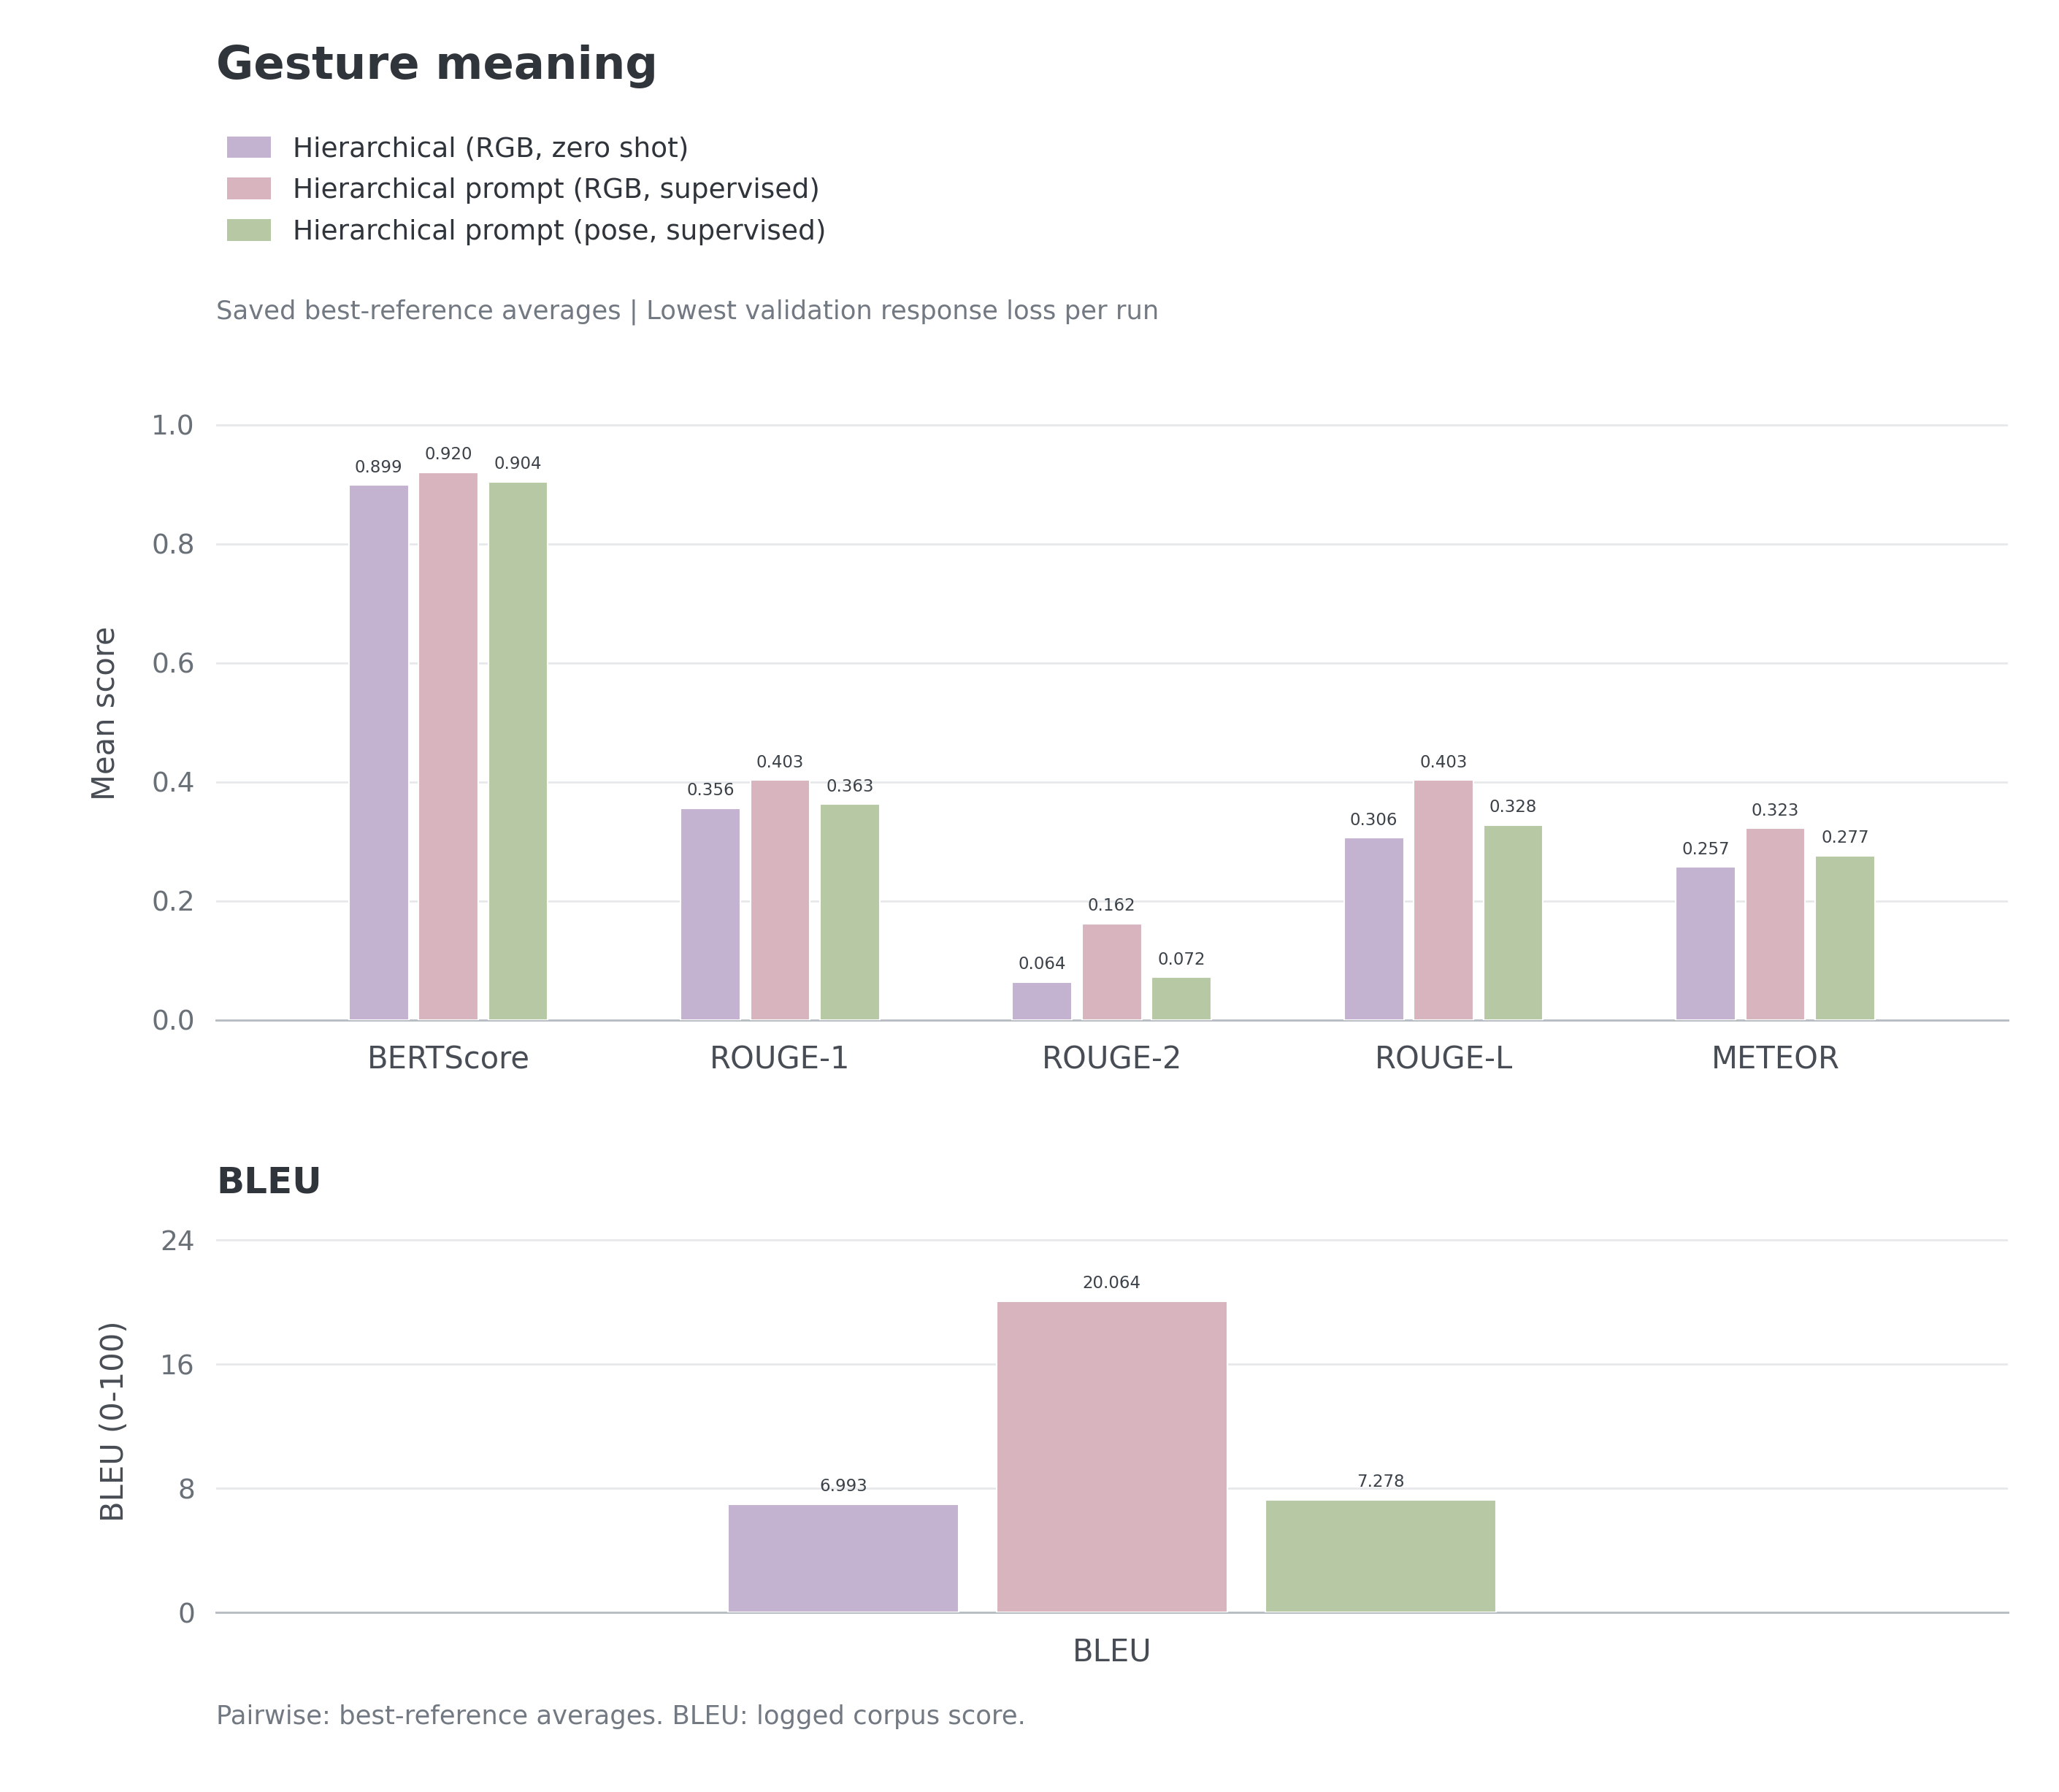 Gesture meaning
Hierarchical (RGB, zero shot)
Hierarchical prompt (RGB, supervised)
Hierarchical prompt (pose, supervised)
Saved best-reference averages | Lowest validation response loss per run
Mean score
1.0
0.8
0.6
0.4
0.2
0.0
0.899
0.920
0.904
0.356
0.403
0.363
0.064
0.162
0.072
0.306
0.403
0.328
0.257
0.323
0.277
BERTScore
ROUGE-1
ROUGE-2
ROUGE-L
METEOR
BLEU
BLEU (0-100)
24
16
8
0
6.993
20.064
7.278
BLEU
Pairwise: best-reference averages. BLEU: logged corpus score.